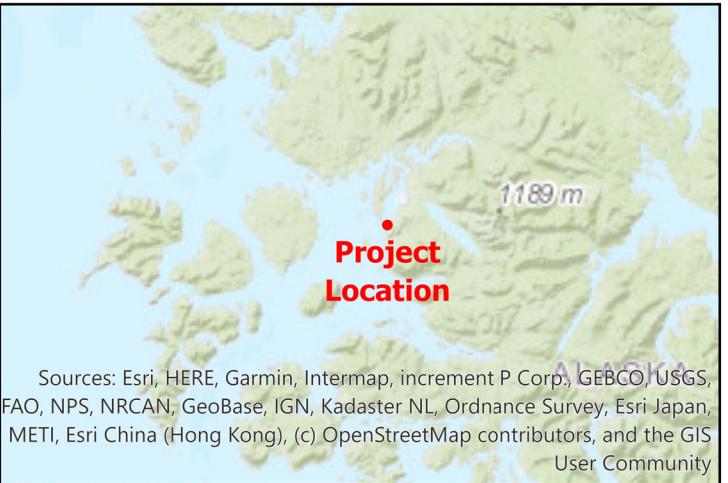 1189 m
Project
Location
ALASKA
Sources: Esri, HERE, Garmin, Intermap, increment P Corp., GEBCO, USGS,
FAO, NPS, NRCAN, GeoBase, IGN, Kadaster NL, Ordnance Survey, Esri Japan,
METI, Esri China (Hong Kong), (c) OpenStreetMap contributors, and the GIS
User Community